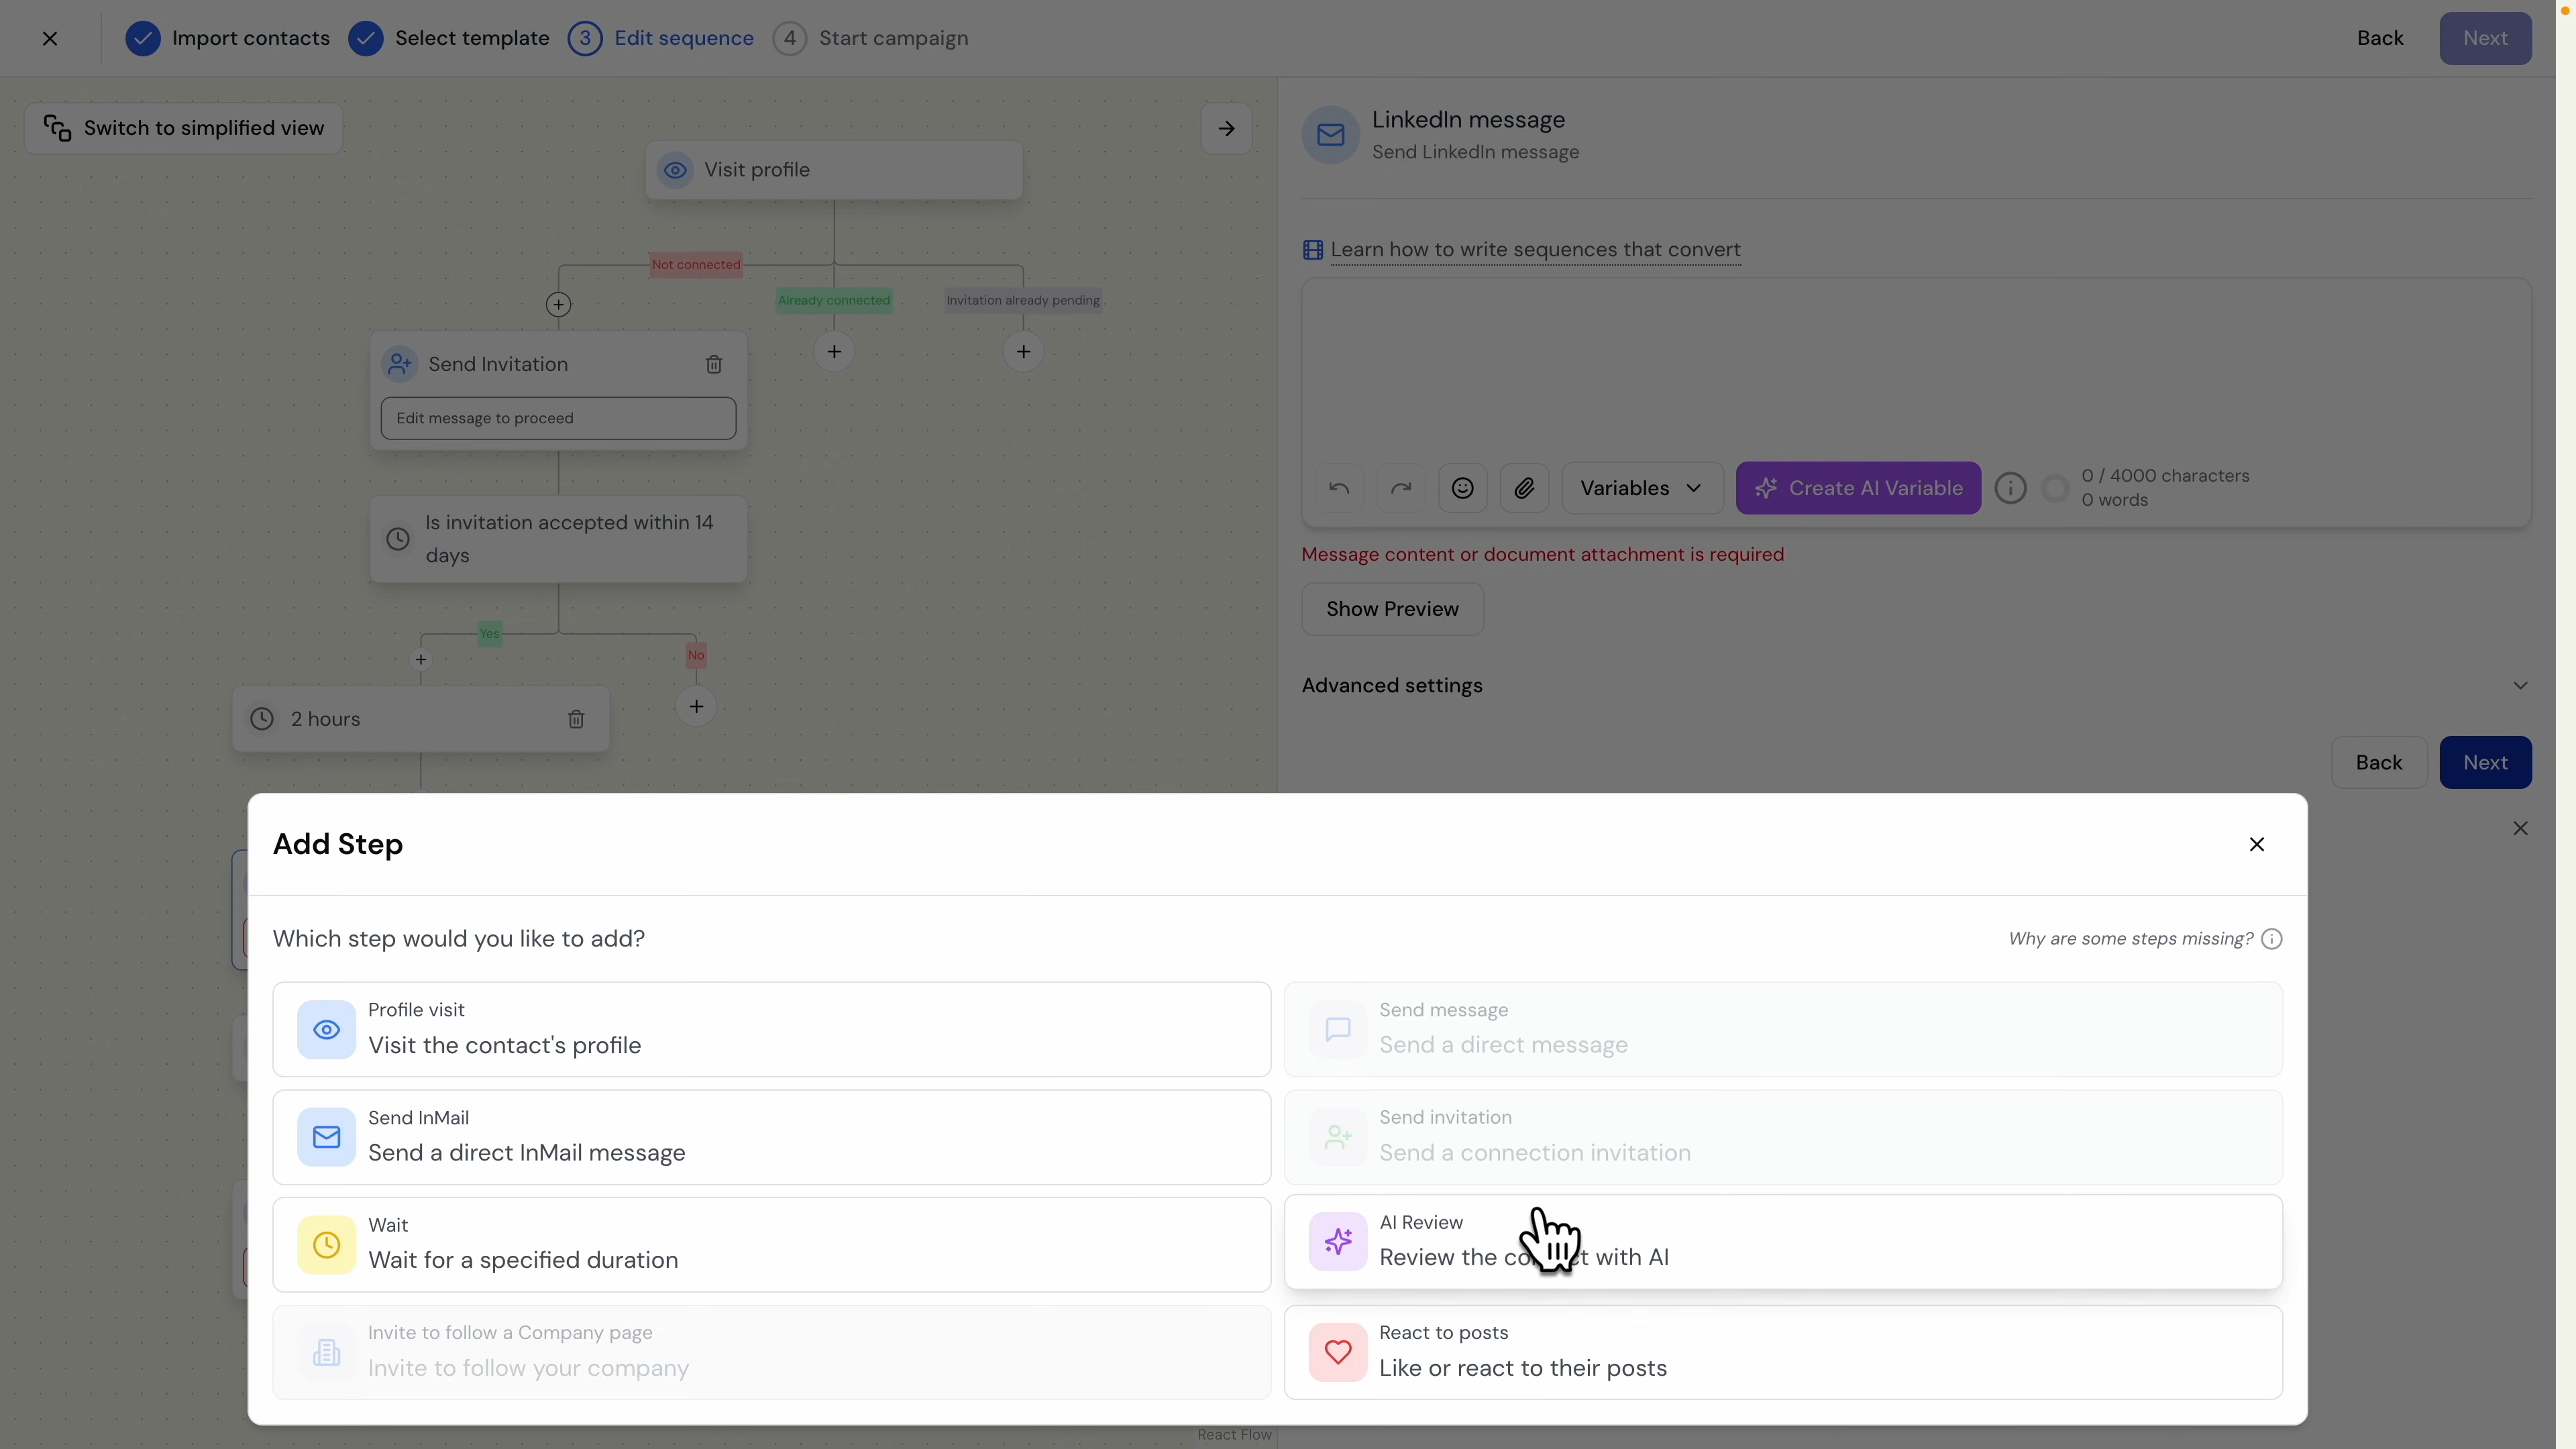 Import contacts
Select template
3
Edit sequence
4
Start campaign
Back
Next
Switch to simplified view
Visit profile
Not connected
Already connected
Invitation already pending
Send Invitation
Edit message to proceed
Is invitation accepted within 14
days
Yes
No
2 hours
LinkedIn message
Send LinkedIn message
Learn how to write sequences that convert
Variables
Create AI Variable
0 / 4000 characters
0 words
Message content or document attachment is required
Show Preview
Advanced settings
Back
Next
Add Step
Which step would you like to add?
Why are some steps missing?
Profile visit
Visit the contact's profile
Send message
Send a direct message
Send InMail
Send a direct InMail message
Send invitation
Send a connection invitation
Wait
Wait for a specified duration
AI Review
Review the with AI
Invite to follow a Company page
Invite to follow your company
React to posts
Like or react to their posts
React Flow